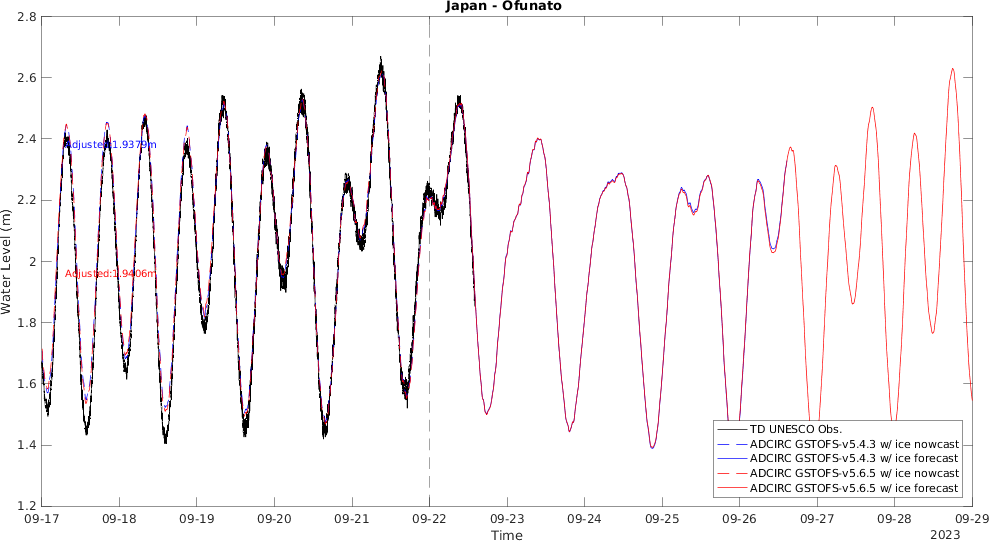 Japan - Ofunato
2.8
2.6
2.4
2.2
2
1.8
1.6
1.4
1.2
Water Level (m)
Adjusted:1.9379m
Adjusted:1.9406m
TD UNESCO Obs.
ADCIRC GSTOFS-v5.4.3 w/ ice nowcast
ADCIRC GSTOFS-v5.4.3 w/ ice forecast
ADCIRC GSTOFS-v5.6.5 w/ ice nowcast
ADCIRC GSTOFS-v5.6.5 w/ ice forecast
09-17 09-18 09-19 09-20 09-21 09-22 09-23 09-24 09-25 09-26 09-27 09-28 09-29
Time
2023